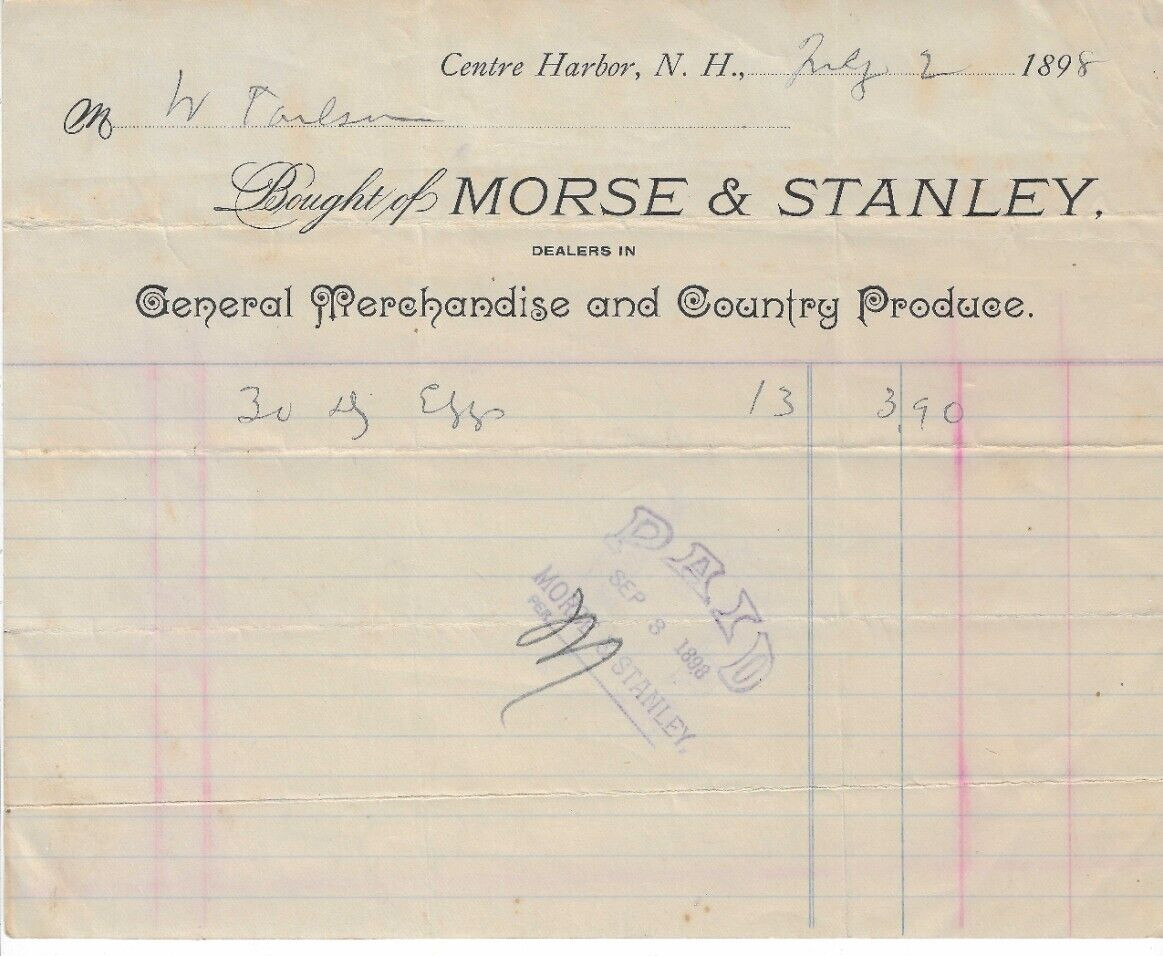 Centre Harbor, N. H., July 2 1898
M W
Bought of MORSE & STANLEY,
DEALERS IN
General Merchandise and Country Produce.
30 dz Eggs 13 3.90
PAID
SEP 3 1898
MORSE & STANLEY,
PER